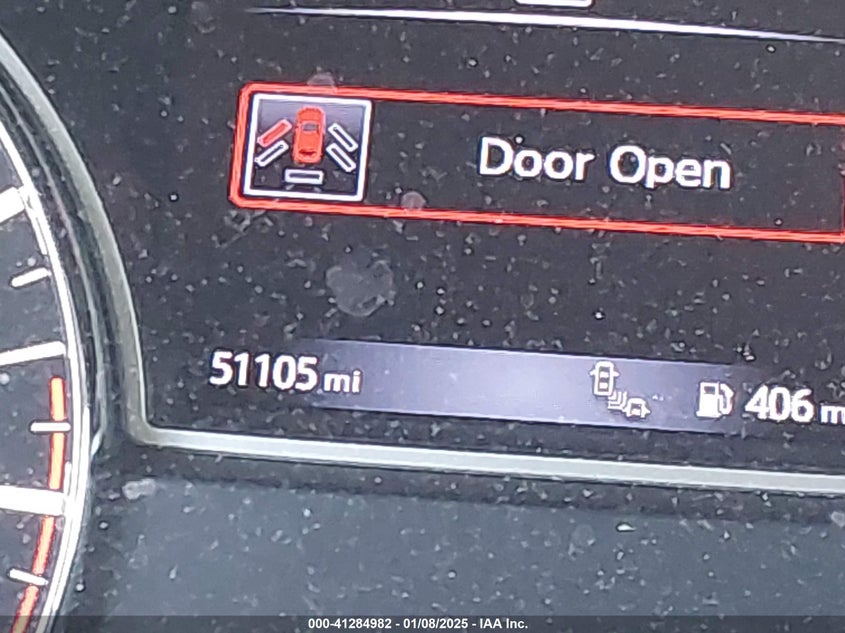 Door Open
51105 mi
406 m
000-41284982 - 01/08/2025 - IAA Inc.